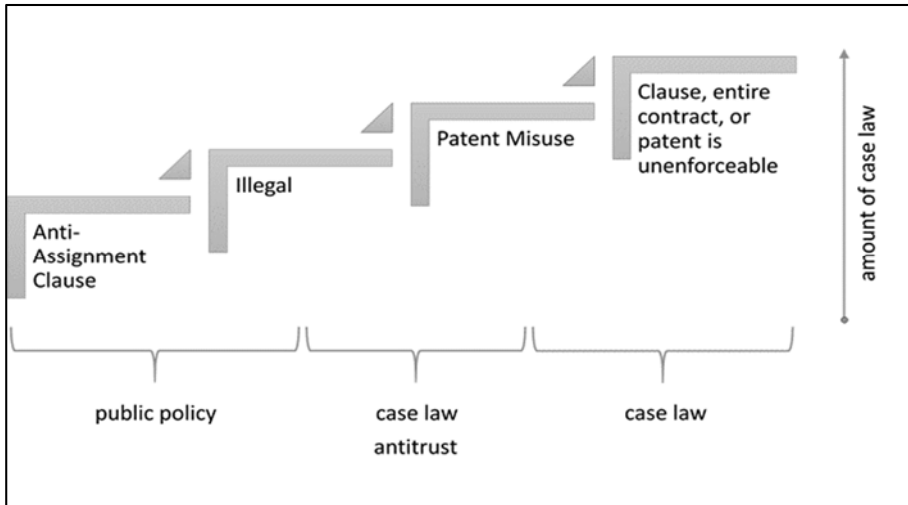 Clause, entire
contract, or
patent is
unenforceable
Patent Misuse
Illegal
Anti-
Assignment
Clause
amount of case law
public policy
case law
antitrust
case law